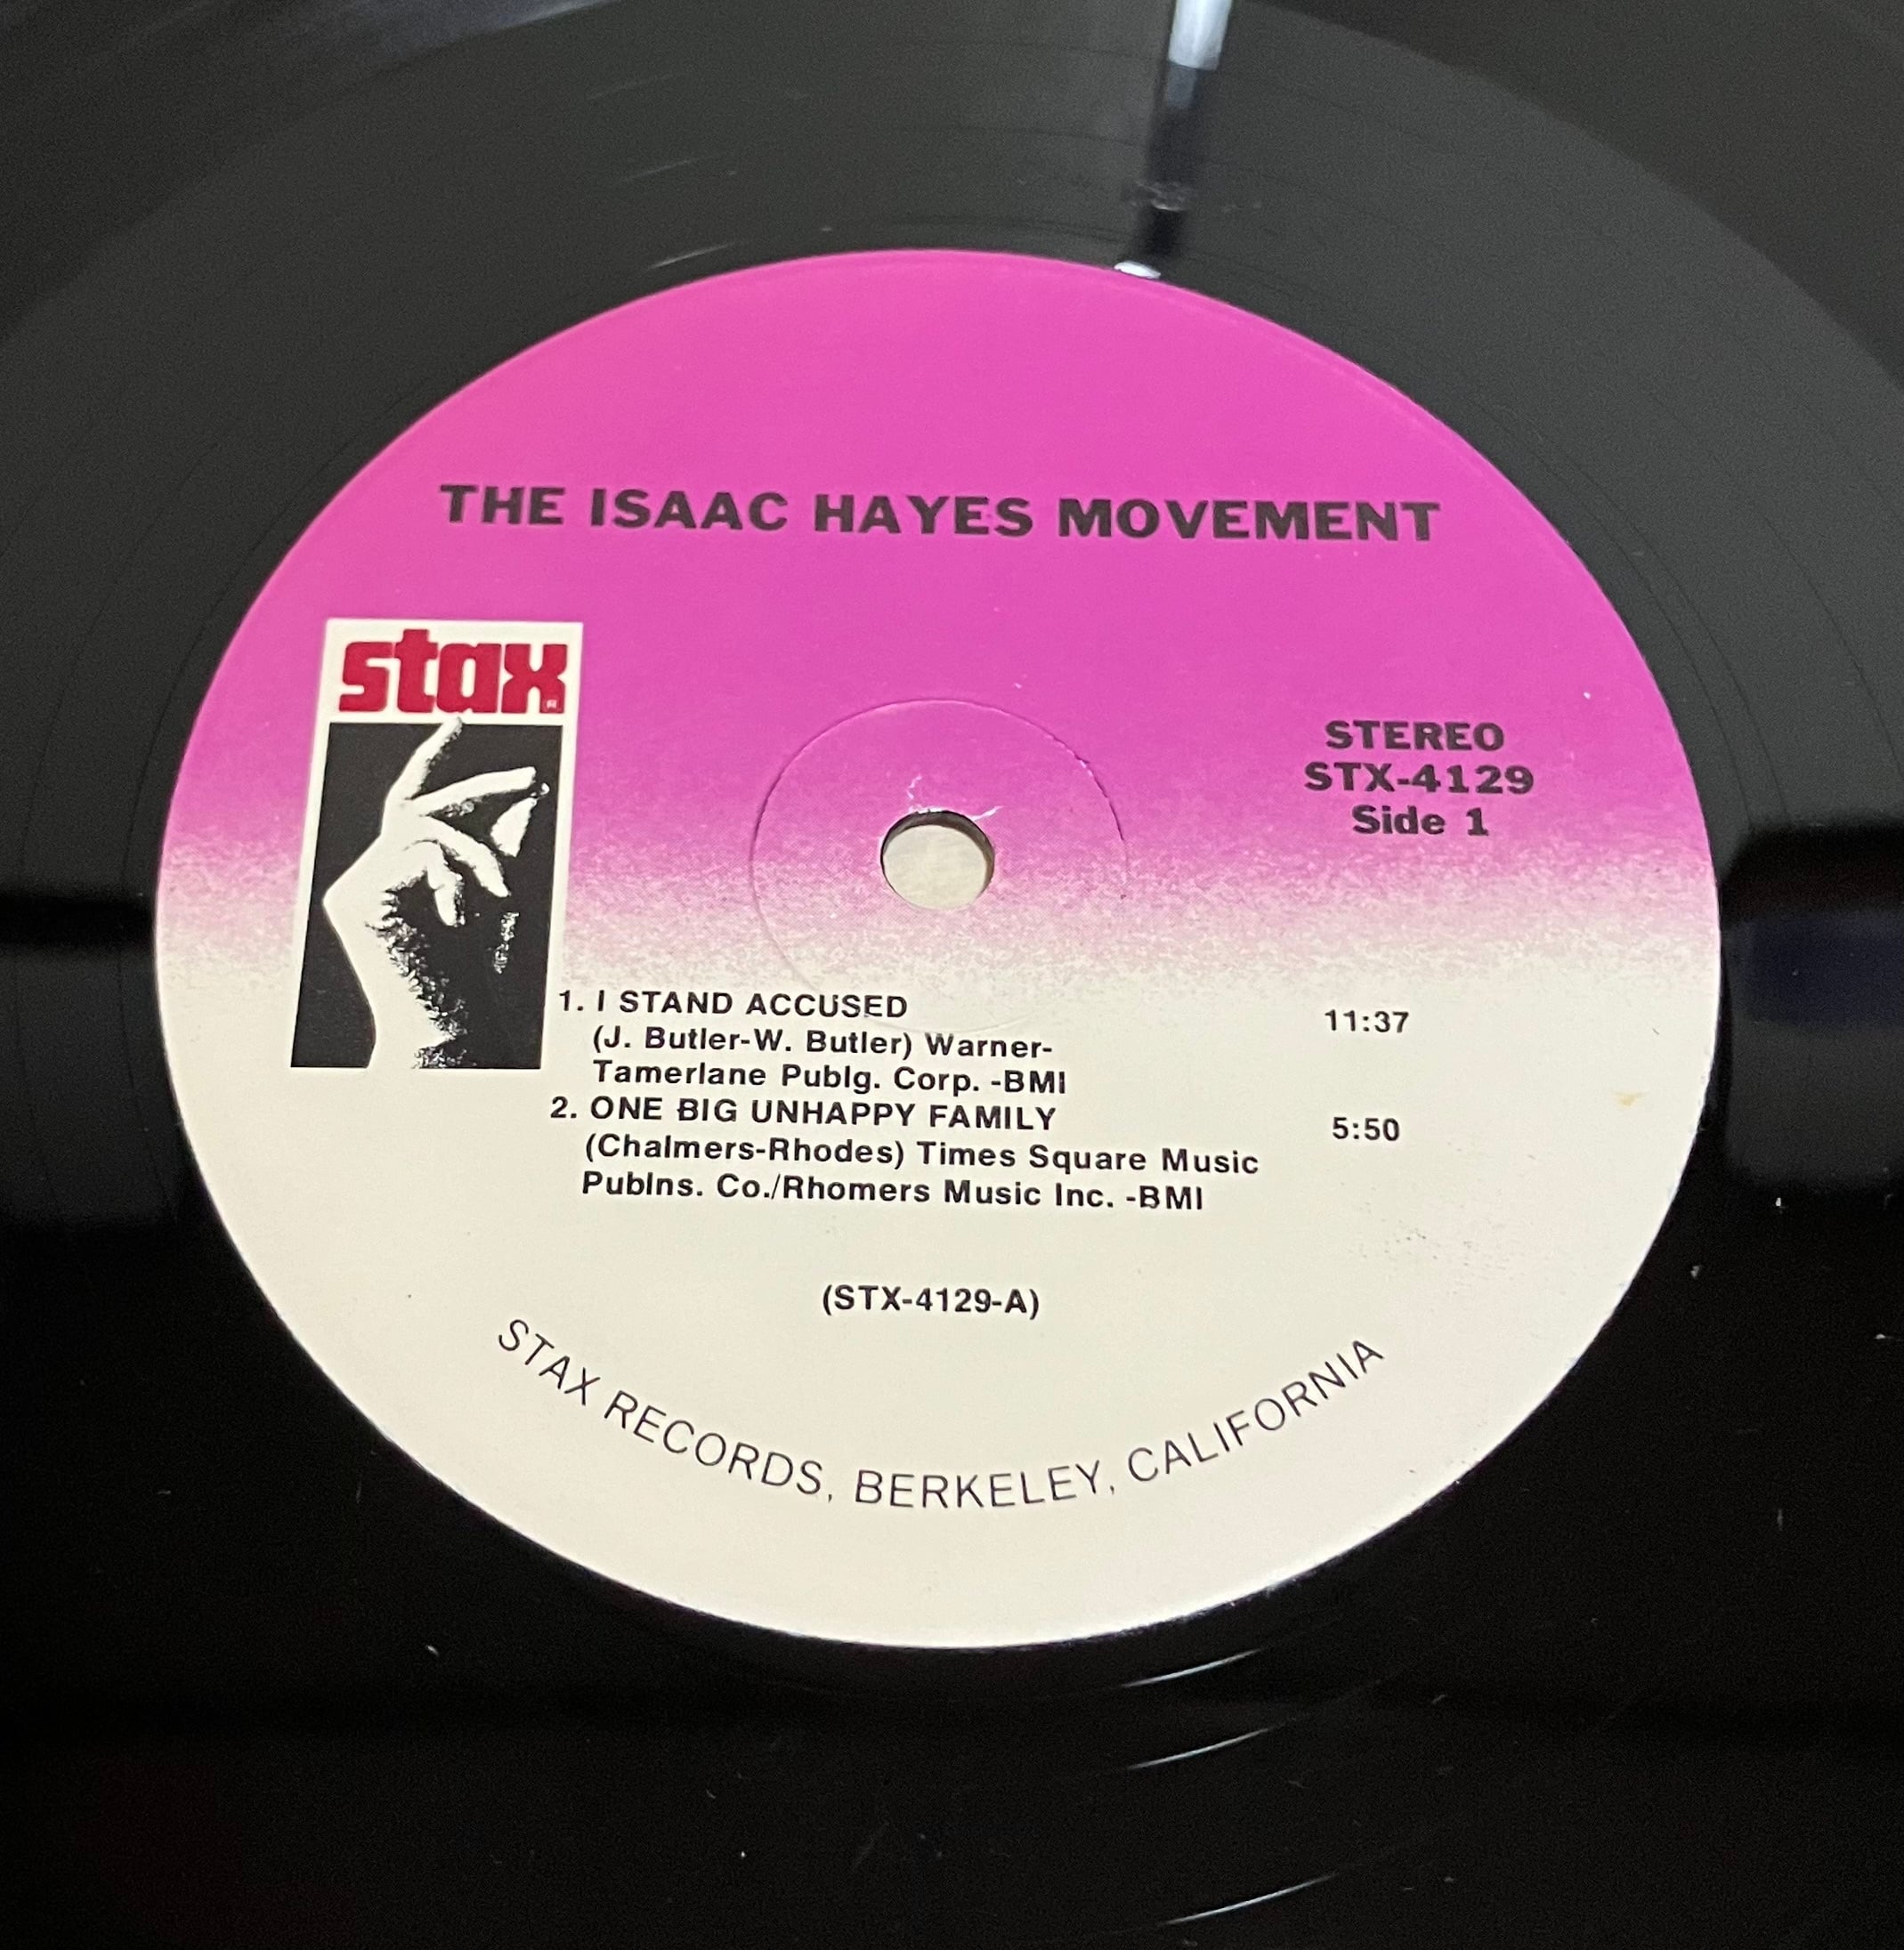 THE ISAAC HAYES MOVEMENT
stax
STEREO
STX-4129
Side 1
1. I STAND ACCUSED 11:37
(J. Butler-W. Butler) Warner-
Tamerlane Publg. Corp. -BMI
2. ONE BIG UNHAPPY FAMILY 5:50
(Chalmers-Rhodes) Times Square Music
Publns. Co./Rhomers Music Inc. -BMI
(STX-4129-A)
STAX RECORDS, BERKELEY, CALIFORNIA